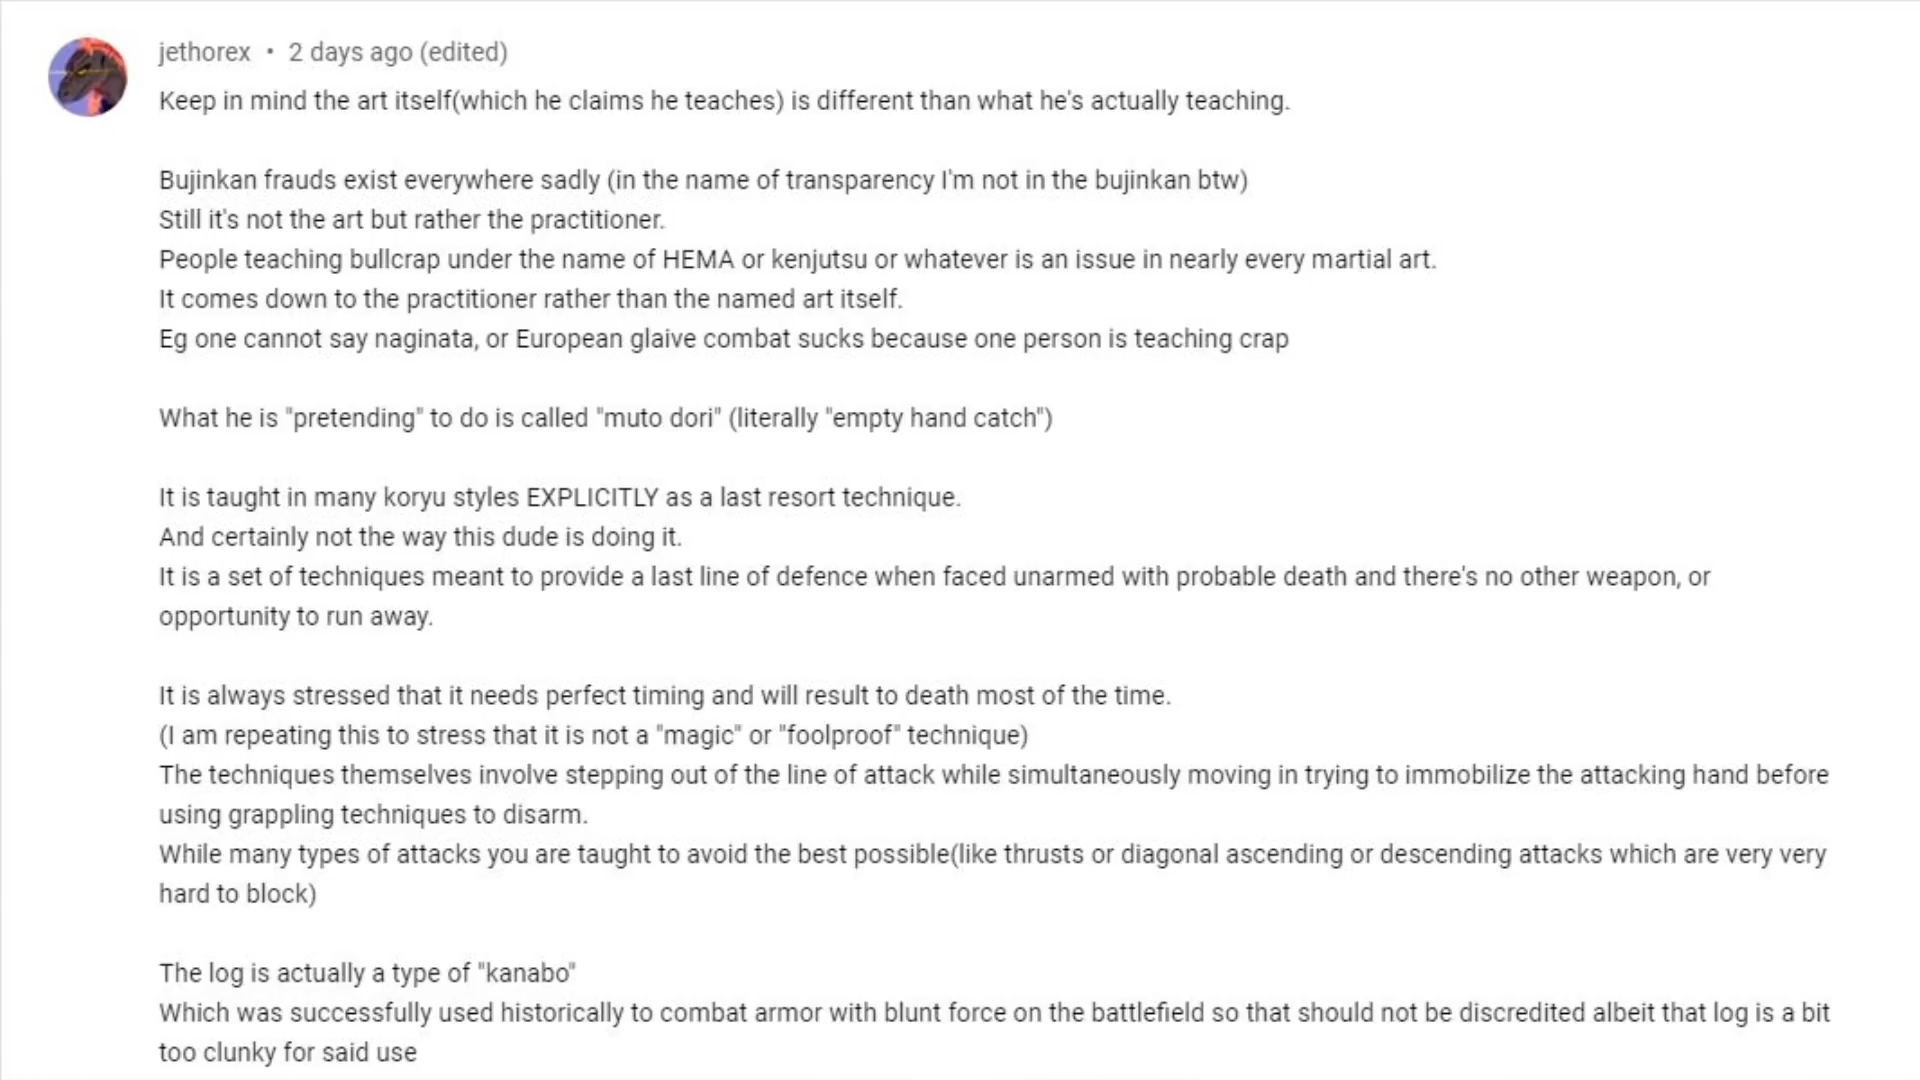 jethorex • 2 days ago (edited)
Keep in mind the art itself(which he claims he teaches) is different than what he's actually teaching.
Bujinkan frauds exist everywhere sadly (in the name of transparency I'm not in the bujinkan btw)
Still it's not the art but rather the practitioner.
People teaching bullcrap under the name of HEMA or kenjutsu or whatever is an issue in nearly every martial art.
It comes down to the practitioner rather than the named art itself.
Eg one cannot say naginata, or European glaive combat sucks because one person is teaching crap
What he is "pretending" to do is called "muto dori" (literally "empty hand catch")
It is taught in many koryu styles EXPLICITLY as a last resort technique.
And certainly not the way this dude is doing it.
It is a set of techniques meant to provide a last line of defence when faced unarmed with probable death and there's no other weapon, or
opportunity to run away.
It is always stressed that it needs perfect timing and will result to death most of the time.
(I am repeating this to stress that it is not a "magic" or "foolproof" technique)
The techniques themselves involve stepping out of the line of attack while simultaneously moving in trying to immobilize the attacking hand before
using grappling techniques to disarm.
While many types of attacks you are taught to avoid the best possible(like thrusts or diagonal ascending or descending attacks which are very very
hard to block)
The log is actually a type of "kanabo"
Which was successfully used historically to combat armor with blunt force on the battlefield so that should not be discredited albeit that log is a bit
too clunky for said use